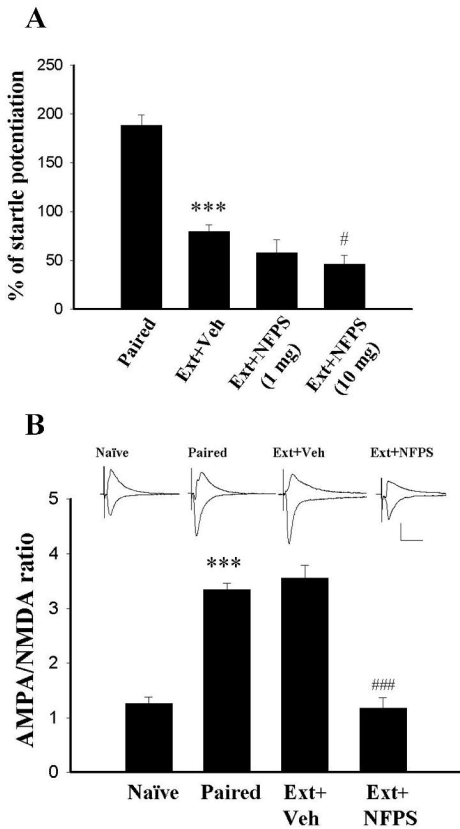 A
% of startle potentiation
250
200
150
100
50
0
***
#
Paired
Ext+Veh
Ext+NFPS
(1 mg)
Ext+NFPS
(10 mg)
B
Naïve
Paired
Ext+Veh
Ext+NFPS
AMPA/NMDA ratio
5
4
3
2
1
0
***
###
Naïve
Paired
Ext+
Veh
Ext+
NFPS